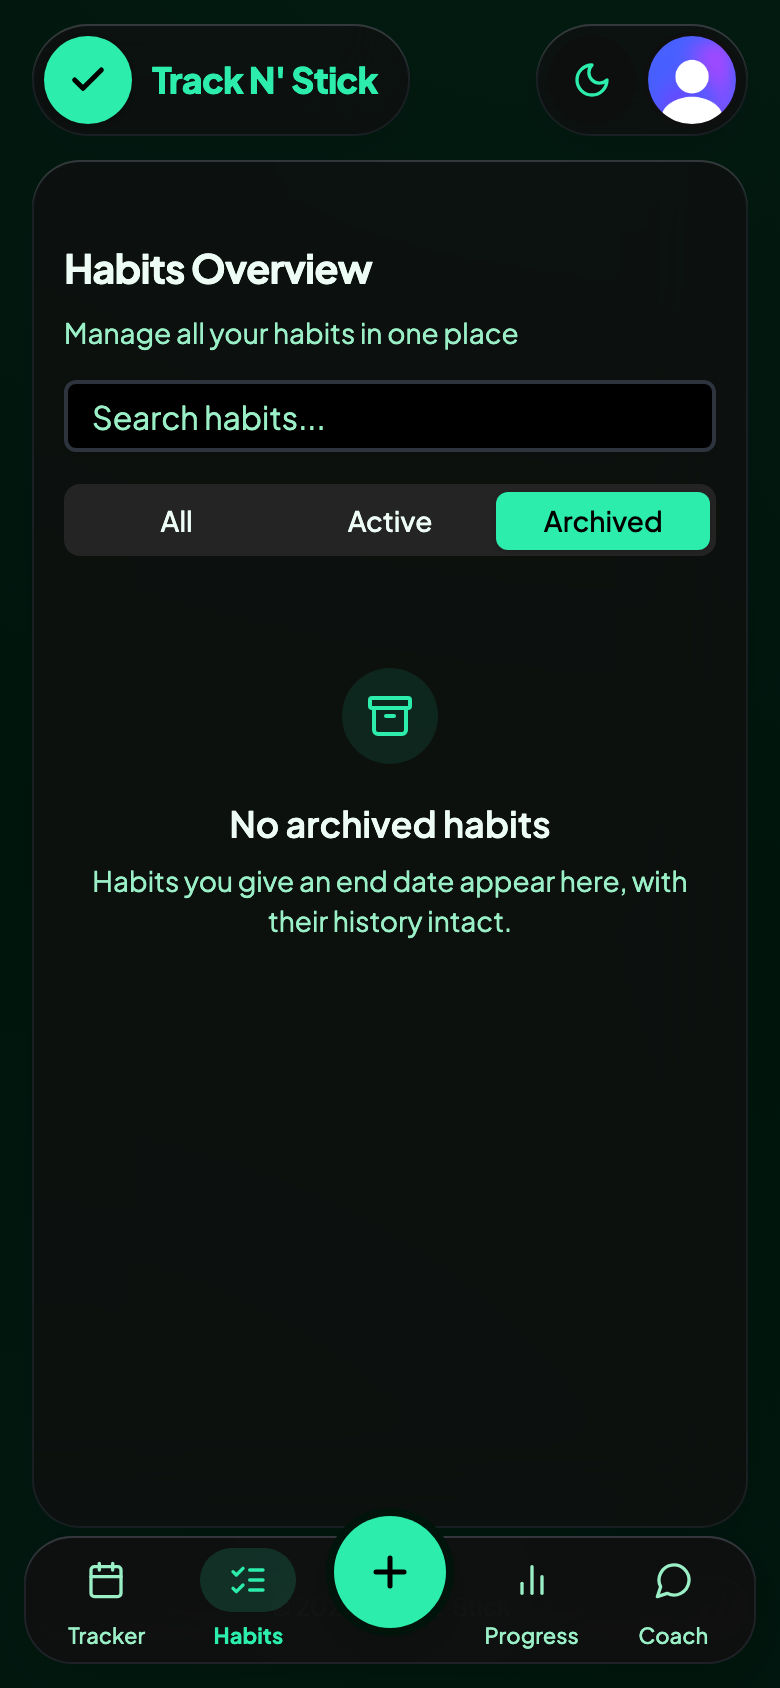 Track N' Stick
Habits Overview
Manage all your habits in one place
Search habits...
All
Active
Archived
No archived habits
Habits you give an end date appear here, with
their history intact.
Tracker
Habits
Progress
Coach